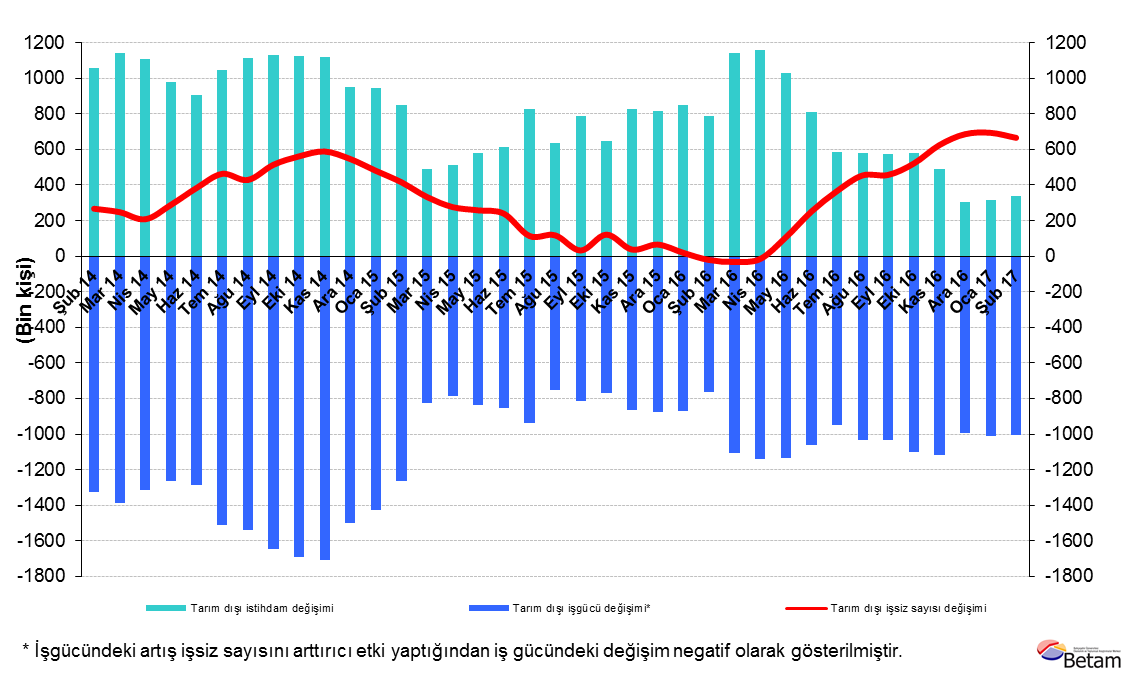 1200
1000
800
600
400
200
0
-200
-400
-600
-800
-1000
-1200
-1400
-1600
-1800
(Bin kişi)
1200
1000
800
600
400
200
0
-200
-400
-600
-800
-1000
-1200
-1400
-1600
-1800
Şub 14
Mar 14
Nis 14
May 14
Haz 14
Tem 14
Ağu 14
Eyl 14
Eki 14
Kas 14
Ara 14
Oca 15
Şub 15
Mar 15
Nis 15
May 15
Haz 15
Tem 15
Ağu 15
Eyl 15
Eki 15
Kas 15
Ara 15
Oca 16
Şub 16
Mar 16
Nis 16
May 16
Haz 16
Tem 16
Ağu 16
Eyl 16
Eki 16
Kas 16
Ara 16
Oca 17
Şub 17
Tarım dışı istihdam değişimi
Tarım dışı işgücü değişimi*
Tarım dışı işsiz sayısı değişimi
* İşgücündeki artış işsiz sayısını arttırıcı etki yaptığından iş gücündeki değişim negatif olarak gösterilmiştir.
Betam